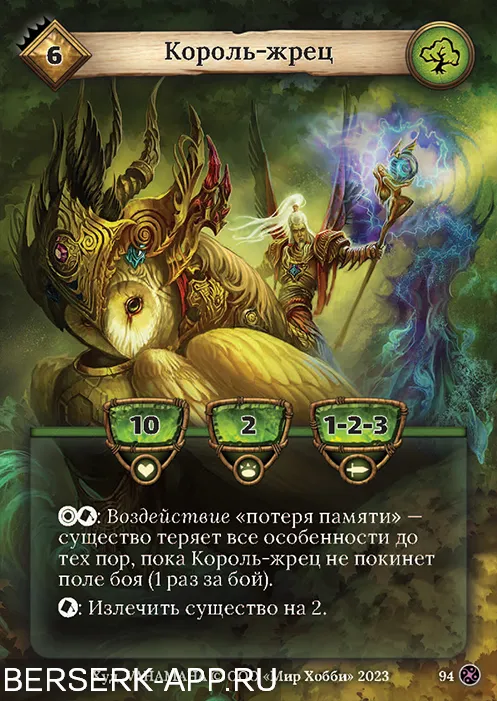 6
Король-жрец
10
2
1-2-3
: Воздействие «потеря памяти» —
существо теряет все особенности до
тех пор, пока Король-жрец не покинет
поле боя (1 раз за бой).
: Излечить существо на 2.
ООО «Мир Хобби» 2023
94
BERSERK-APP.РУ